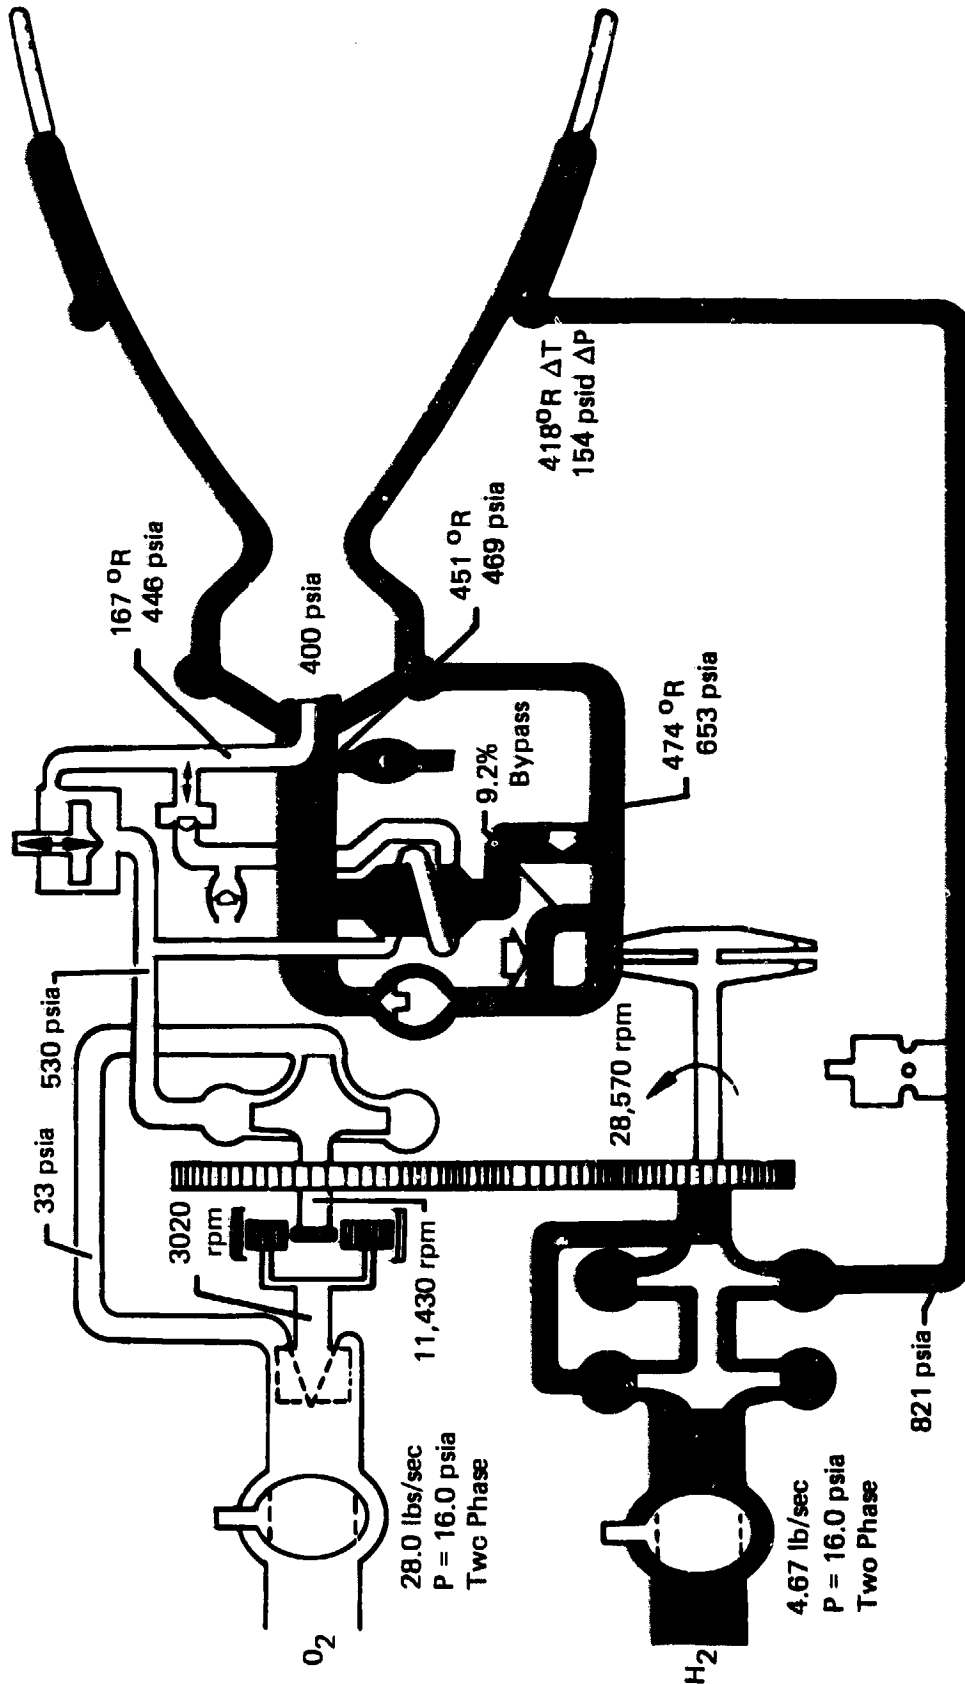 167 °R
446 psia
400 psia
451 °R
469 psia
418°R ΔT
154 psid ΔP
530 psia
33 psia
9.2%
Bypass
474 °R
653 psia
3020
rpm
11,430 rpm
28,570 rpm
821 psia
28.0 lbs/sec
P = 16.0 psia
Two Phase
O2
4.67 lb/sec
P = 16.0 psia
Two Phase
H2